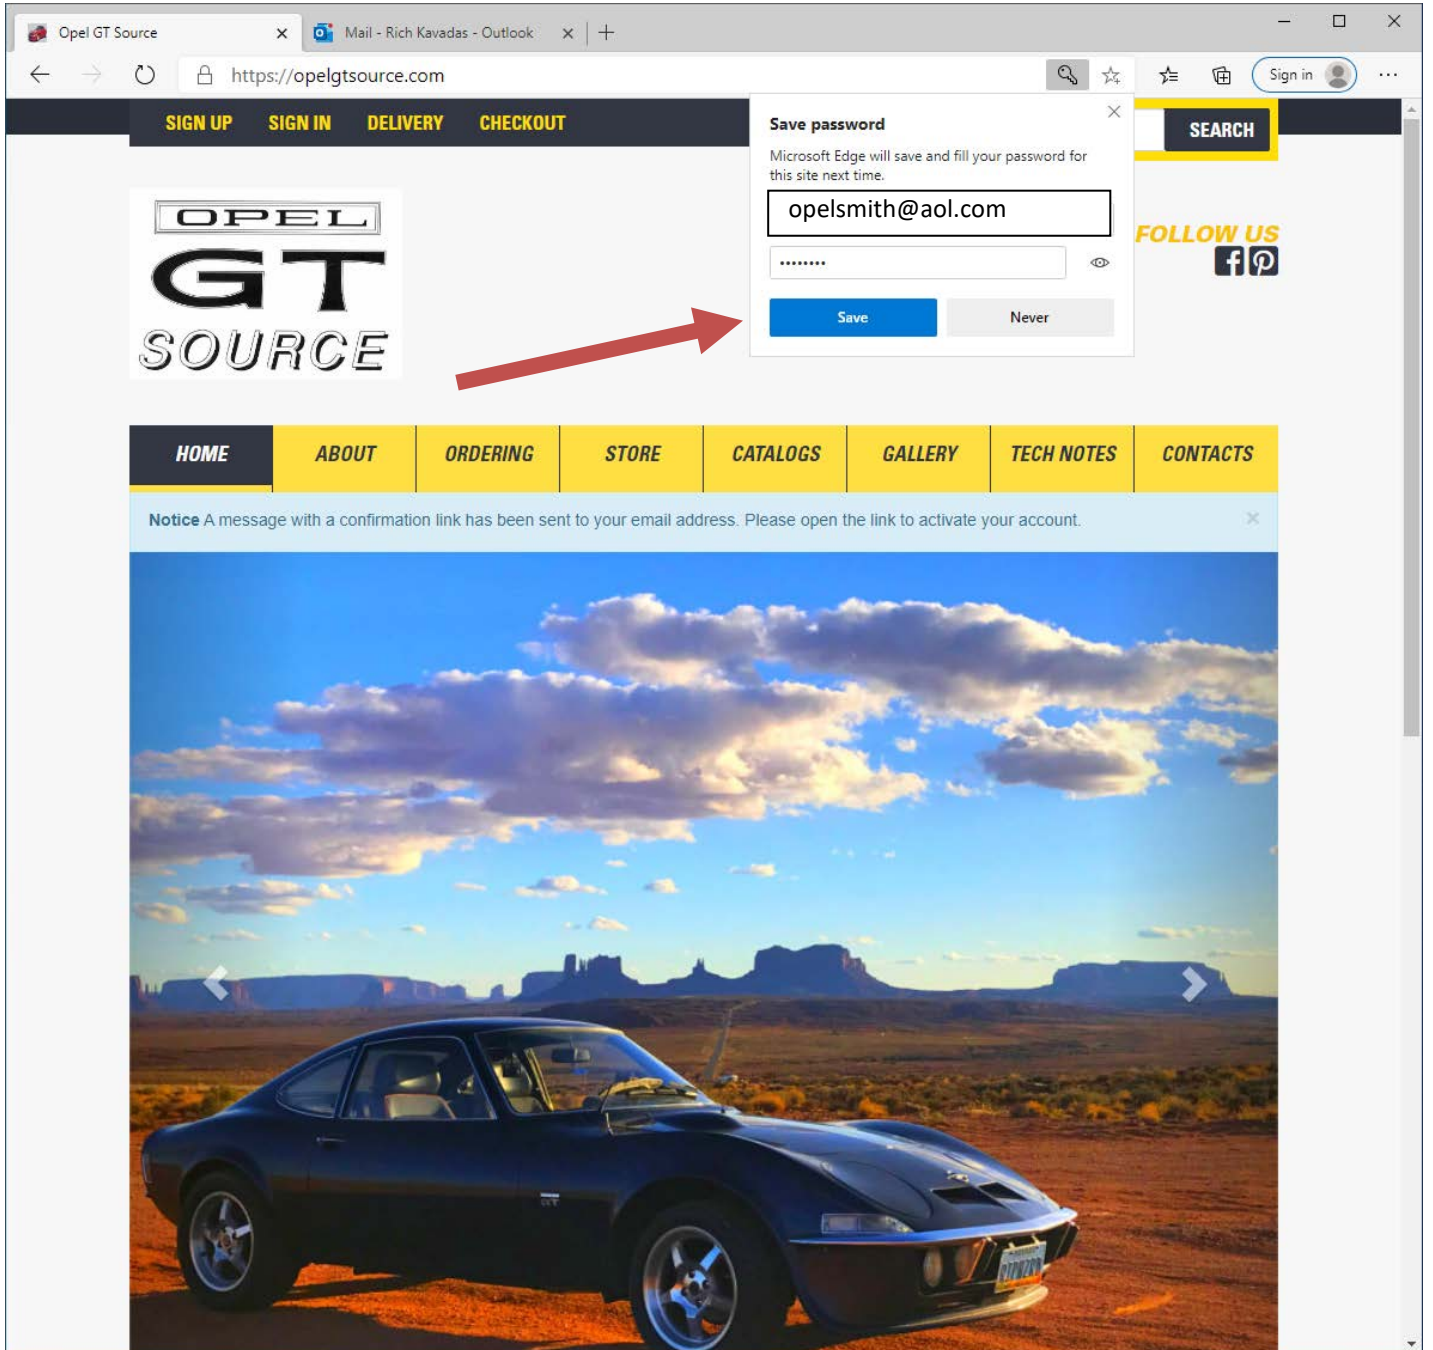 Opel GT Source
Mail - Rich Kavadas - Outlook
https://opelgtsource.com
Sign in
SIGN UP SIGN IN DELIVERY CHECKOUT
SEARCH
Save password
Microsoft Edge will save and fill your password for
this site next time.
opelsmith@aol.com
••••••••
Save Never
OPEL
GT
SOURCE
FOLLOW US
HOME ABOUT ORDERING STORE CATALOGS GALLERY TECH NOTES CONTACTS
Notice A message with a confirmation link has been sent to your email address. Please open the link to activate your account.
GT